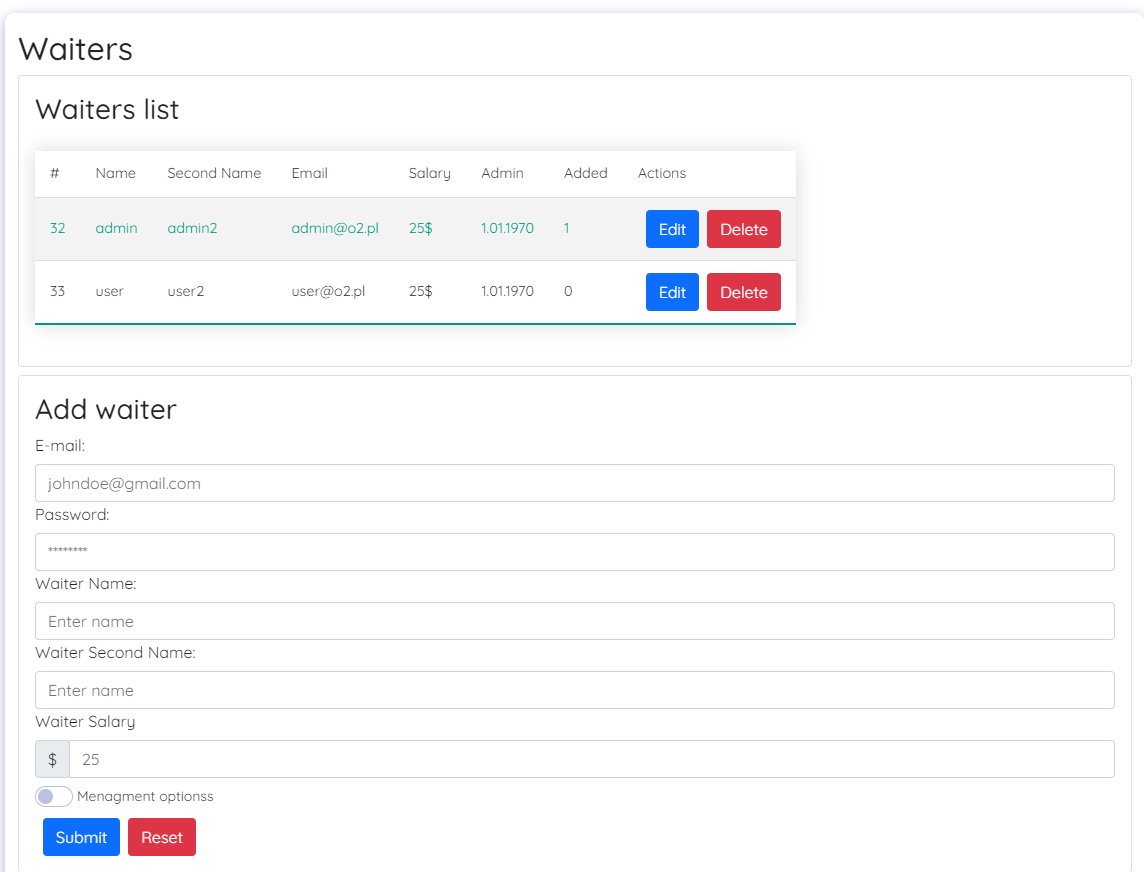 Waiters
Waiters list
# Name Second Name Email Salary Admin Added Actions
32 admin admin2 admin@o2.pl 25$ 1.01.1970 1 Edit Delete
33 user user2 user@o2.pl 25$ 1.01.1970 0 Edit Delete
Add waiter
E-mail:
johndoe@gmail.com
Password:
********
Waiter Name:
Enter name
Waiter Second Name:
Enter name
Waiter Salary
$ 25
Menagment optionss
Submit Reset